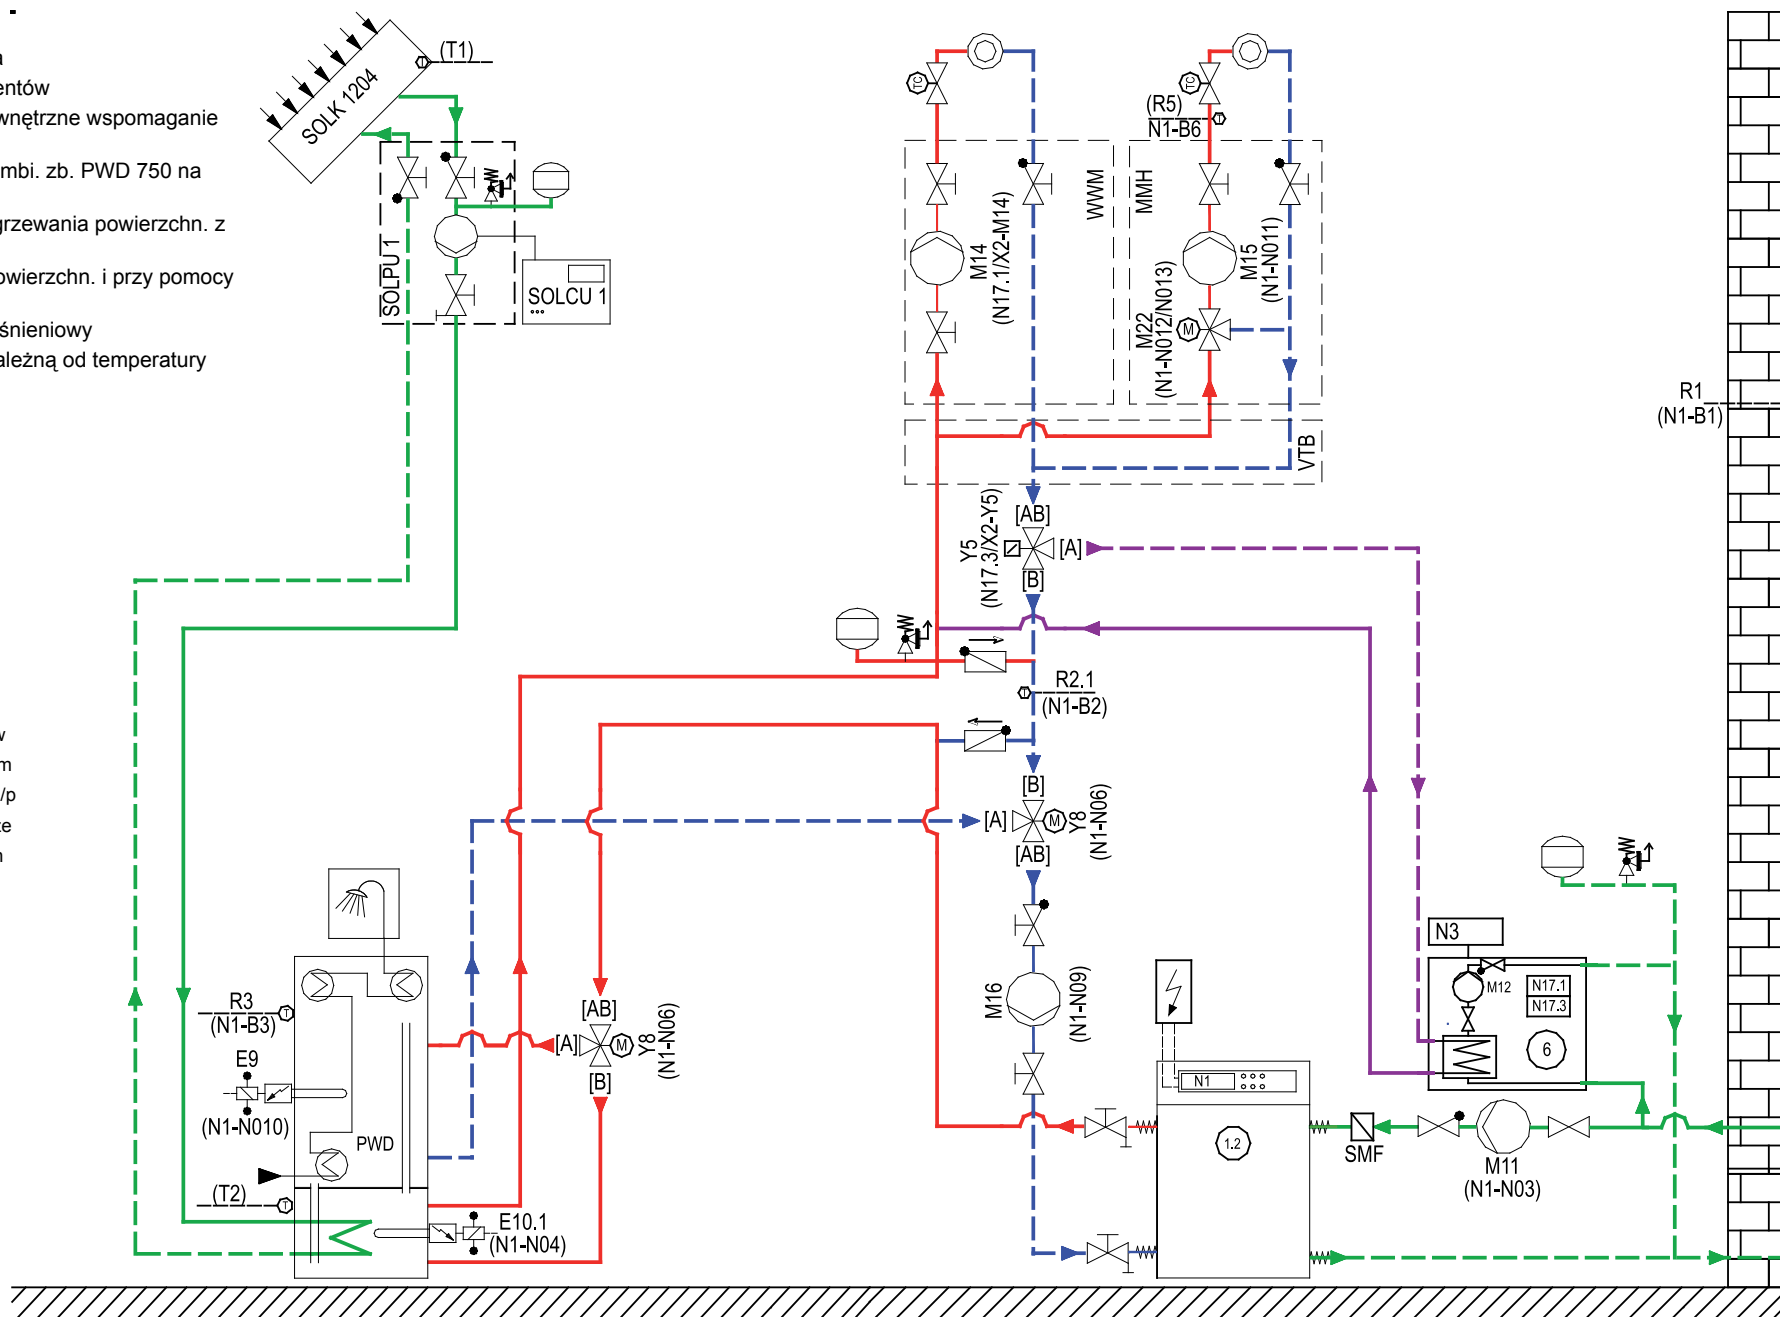 a
entów
wnętrzne wspomaganie
mbi. zb. PWD 750 na
grzewania powierzchn. z
owierzchn. i przy pomocy
śnieniowy
ależną od temperatury
w
m
/p
ze
n
SOLK 1204
(T1)
SOLPU 1
SOLCU 1
TC
TC
(R5)
N1-B6
T
WWM
MMH
M14
(N17.1/X2-M14)
M15
(N1-N011)
M
M22
(N1-N012/N013)
VTB
R1
(N1-B1)
[AB]
Y5
(N17.3/X2-Y5)
[A]
[B]
R2.1
(N1-B2)
T
[B]
[A]
M
Y8
(N1-N06)
[AB]
M16
(N1-N09)
R3
(N1-B3)
T
E9
(N1-N010)
PWD
(T2)
T
E10.1
(N1-N04)
[AB]
[A]
M
Y8
(N1-N06)
[B]
N1
1.2
SMF
M11
(N1-N03)
N3
M12
N17.1
N17.3
6